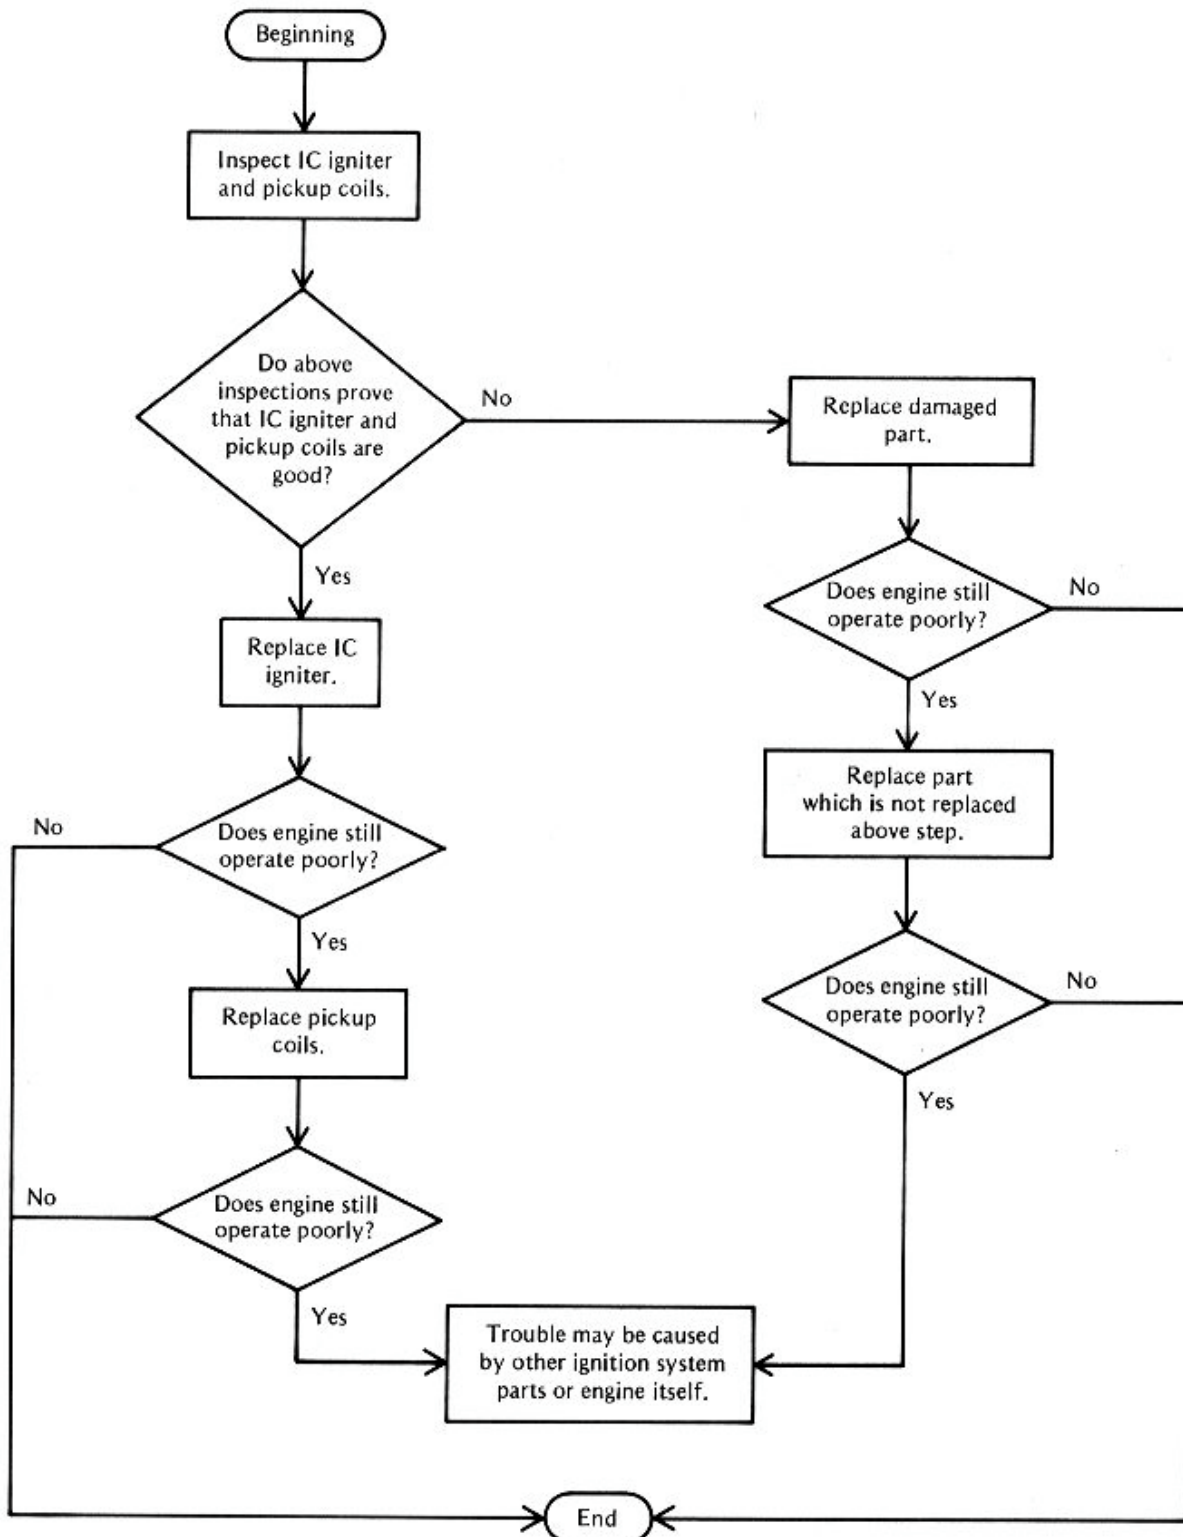 Beginning
Inspect IC igniter
and pickup coils.
Do above
inspections prove
that IC igniter and
pickup coils are
good?
No
Replace damaged
part.
Yes
Does engine still
operate poorly?
No
Replace IC
igniter.
Yes
Replace part
which is not replaced
above step.
No
Does engine still
operate poorly?
Yes
Does engine still
operate poorly?
No
Replace pickup
coils.
Yes
No
Does engine still
operate poorly?
Yes
Trouble may be caused
by other ignition system
parts or engine itself.
End